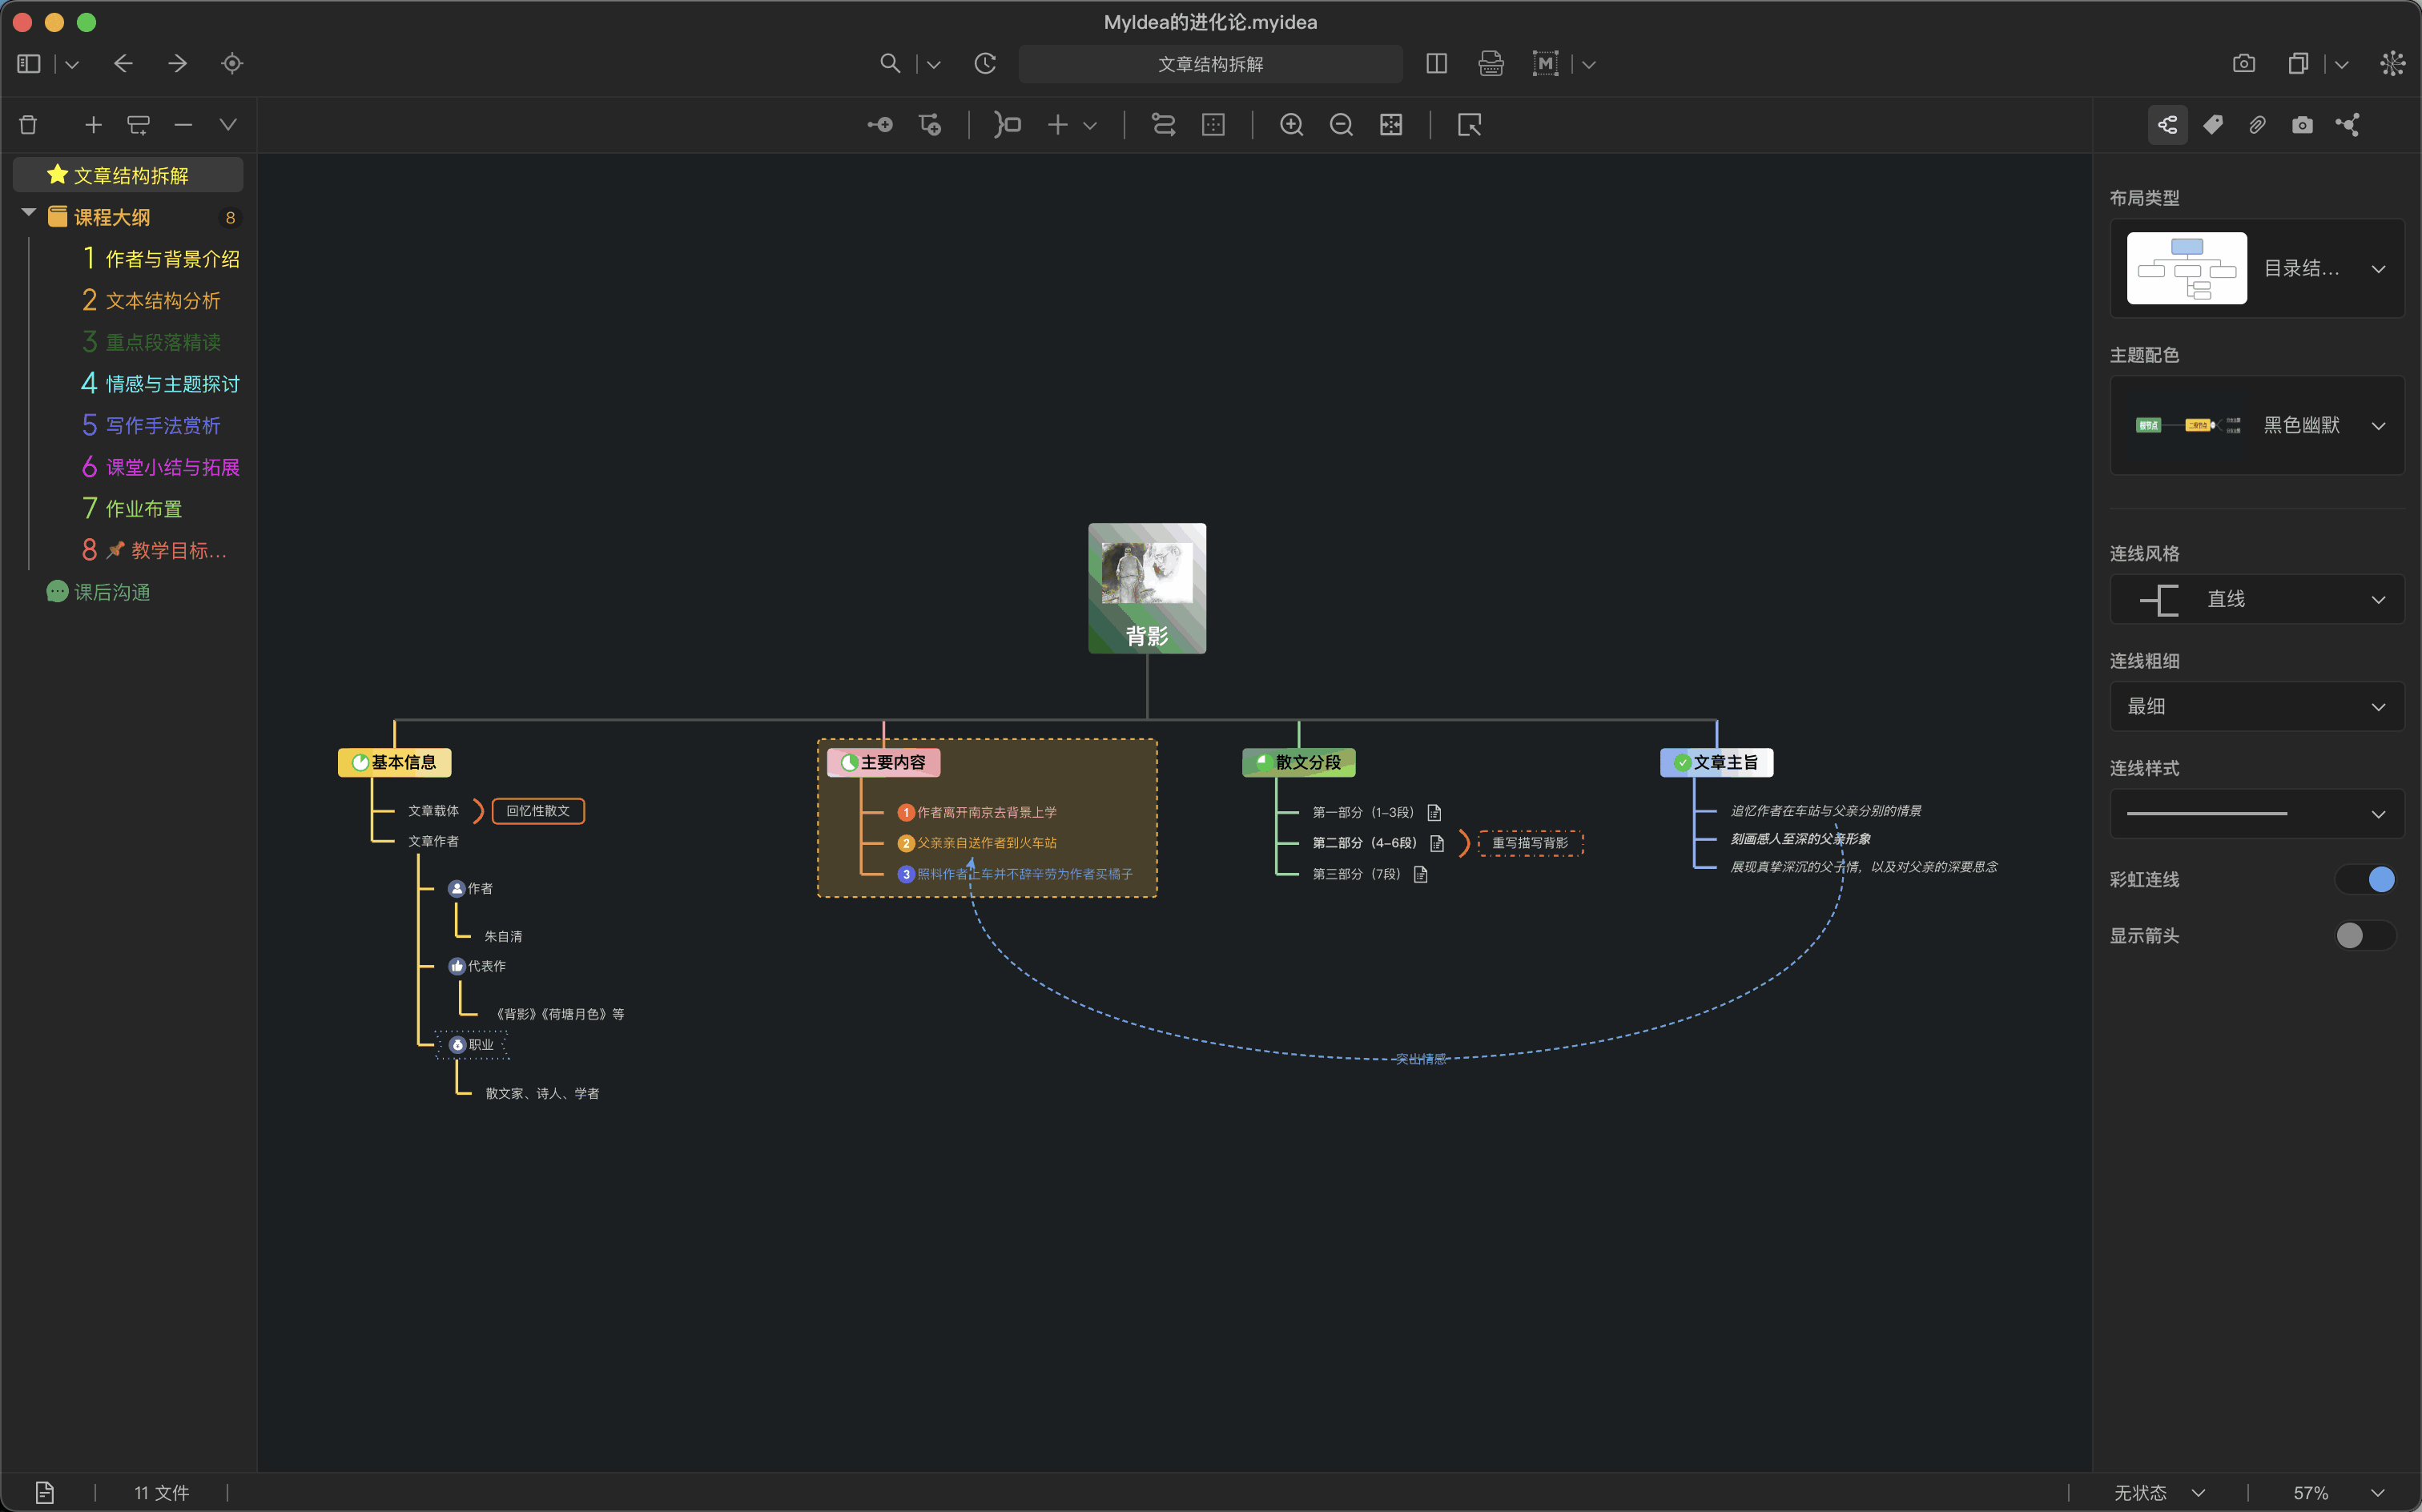 MyIdea的进化论.myidea
文章结构拆解
M
文章结构拆解
课程大纲
8
1 作者与背景介绍
2 文本结构分析
3 重点段落精读
4 情感与主题探讨
5 写作手法赏析
6 课堂小结与拓展
7 作业布置
8 教学目标...
课后沟通
背影
基本信息
文章载体
回忆性散文
文章作者
作者
朱自清
代表作
《背影》《荷塘月色》等
职业
散文家、诗人、学者
主要内容
1 作者离开南京去背景上学
2 父亲亲自送作者到火车站
3 照料作者上车并不辞辛劳为作者买橘子
散文分段
第一部分（1-3段）
第二部分（4-6段）
重写描写背影
第三部分（7段）
文章主旨
追忆作者在车站与父亲分别的情景
刻画感人至深的父亲形象
展现真挚深沉的父子情，以及对父亲的深要思念
突出情感
布局类型
目录结...
主题配色
根节点
二级节点
黑色幽默
连线风格
直线
连线粗细
最细
连线样式
彩虹连线
显示箭头
11 文件
无状态
57%